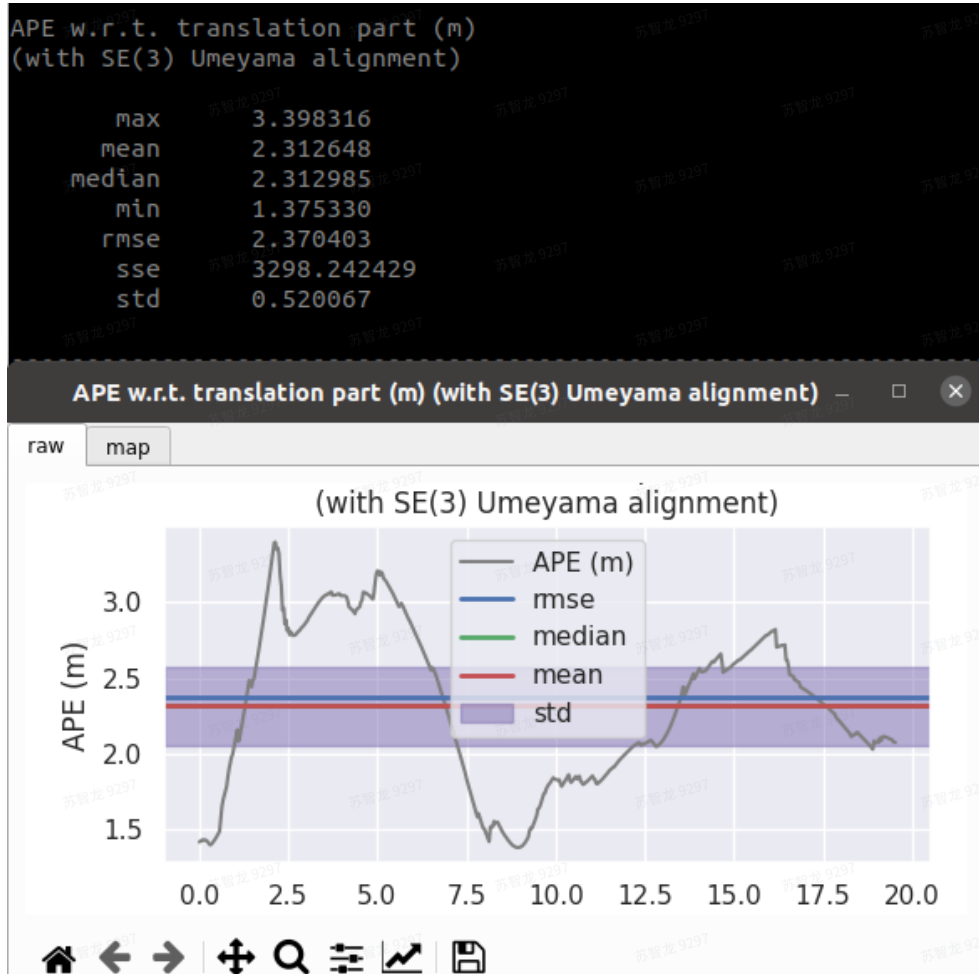 APE w.r.t. translation part (m)
(with SE(3) Umeyama alignment)
max 3.398316
mean 2.312648
median 2.312985
min 1.375330
rmse 2.370403
sse 3298.242429
std 0.520067
APE w.r.t. translation part (m) (with SE(3) Umeyama alignment)
raw map
(with SE(3) Umeyama alignment)
APE (m)
rmse
median
mean
std
APE (m)
3.0
2.5
2.0
1.5
0.0 2.5 5.0 7.5 10.0 12.5 15.0 17.5 20.0
苏智龙 9297